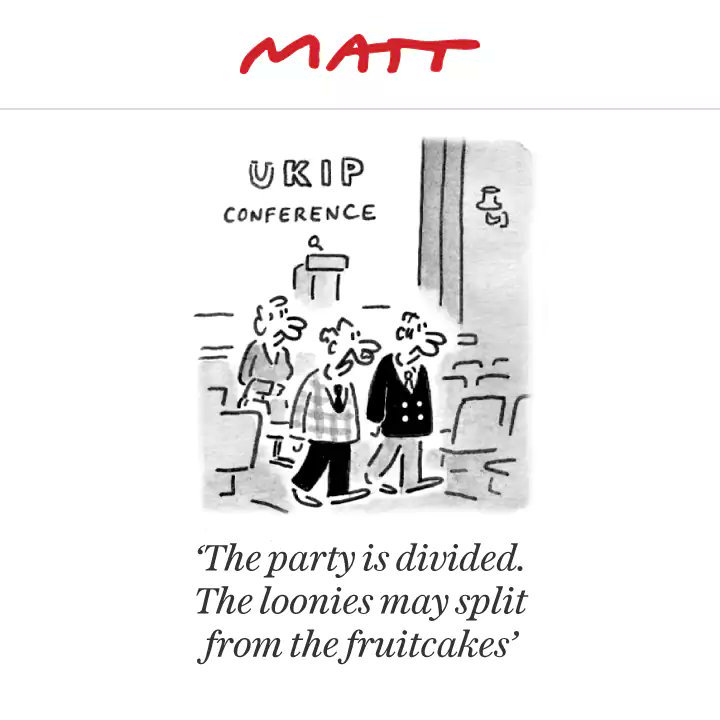 MATT
UKIP
CONFERENCE
‘The party is divided.
The loonies may split
from the fruitcakes’